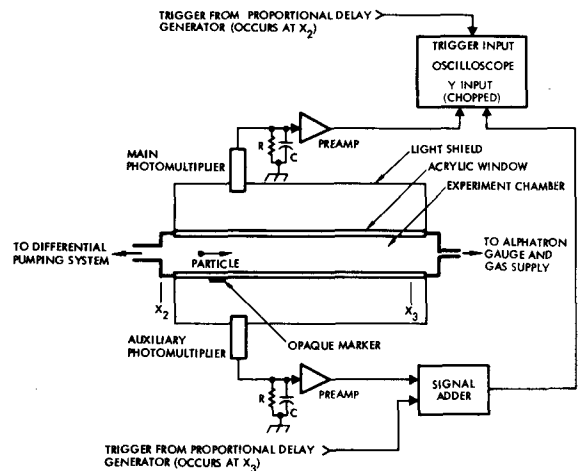 TRIGGER FROM PROPORTIONAL DELAY
GENERATOR (OCCURS AT X2)
TRIGGER INPUT
OSCILLOSCOPE
Y INPUT
(CHOPPED)
R
C
PREAMP
MAIN
PHOTOMULTIPLIER
LIGHT SHIELD
ACRYLIC WINDOW
EXPERIMENT CHAMBER
TO DIFFERENTIAL
PUMPING SYSTEM
PARTICLE
TO ALPHATRON
GAUGE AND
GAS SUPPLY
X2
X3
AUXILIARY
PHOTOMULTIPLIER
OPAQUE MARKER
R
C
PREAMP
SIGNAL
ADDER
TRIGGER FROM PROPORTIONAL DELAY
GENERATOR (OCCURS AT X3)